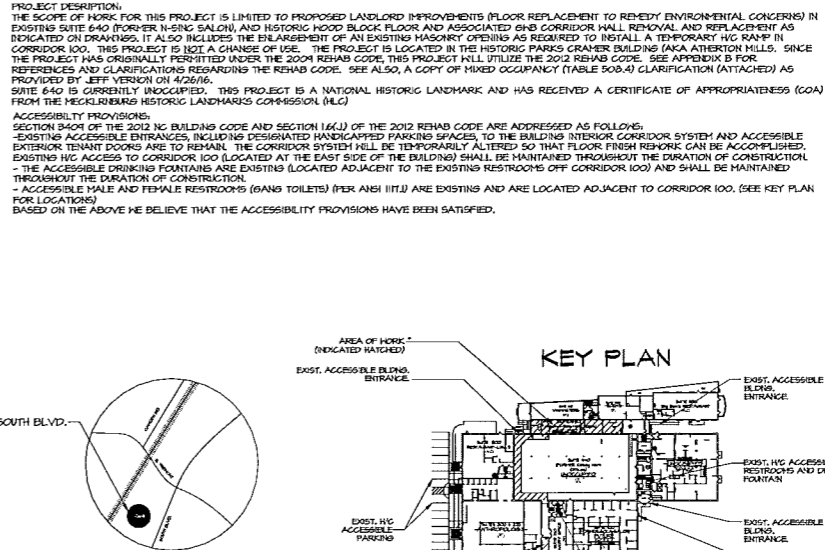 PROJECT DESRIPTION:
THE SCOPE OF WORK FOR THIS PROJECT IS LIMITED TO PROPOSED LANDLORD IMPROVEMENTS (FLOOR REPLACEMENT TO REMEDY ENVIRONMENTAL CONCERNS) IN
EXISTING SUITE 640 (FORMER N-SINC SALON), AND HISTORIC WOOD BLOCK FLOOR AND ASSOCIATED GWB CORRIDOR WALL REMOVAL AND REPLACEMENT AS
INDICATED ON DRAWINGS. IT ALSO INCLUDES THE ENLARGEMENT OF AN EXISTING MASONRY OPENING AS REQUIRED TO INSTALL A TEMPORARY H/C RAMP IN
CORRIDOR 100. THIS PROJECT IS NOT A CHANGE OF USE. THE PROJECT IS LOCATED IN THE HISTORIC PARKS CRAMER BUILDING (AKA ATHERTON MILLS. SINCE
THE PROJECT WAS ORIGINALLY PERMITTED UNDER THE 2009 REHAB CODE, THIS PROJECT WILL UTILIZE THE 2012 REHAB CODE. SEE APPENDIX B FOR
REFERENCES AND CLARIFICATIONS REGARDING THE REHAB CODE. SEE ALSO, A COPY OF MIXED OCCUPANCY (TABLE 508.4) CLARIFICATION (ATTACHED) AS
PROVIDED BY JEFF VERNON ON 4/26/16.
SUITE 640 IS CURRENTLY UNOCCUPIED. THIS PROJECT IS A NATIONAL HISTORIC LANDMARK AND HAS RECEIVED A CERTIFICATE OF APPROPRIATENESS (COA)
FROM THE MECKLRNBURG HISTORIC LANDMARKS COMMISSION. (HLC)
ACCESSIBILTY PROVISIONS:
SECTION 3409 OF THE 2012 NC BUILDING CODE AND SECTION 1.6(J) OF THE 2012 REHAB CODE ARE ADDRESSED AS FOLLOWS:
-EXISTING ACCESSIBLE ENTRANCES, INCLUDING DESIGNATED HANDICAPPED PARKING SPACES, TO THE BUILDING INTERIOR CORRIDOR SYSTEM AND ACCESSIBLE
EXTERIOR TENANT DOORS ARE TO REMAIN. THE CORRIDOR SYSTEM WILL BE TEMPORARILY ALTERED SO THAT FLOOR FINISH REWORK CAN BE ACCOMPLISHED.
EXISTING H/C ACCESS TO CORRIDOR 100 (LOCATED AT THE EAST SIDE OF THE BUILDING) SHALL BE MAINTAINED THROUGHOUT THE DURATION OF CONSTRUCTION.
- THE ACCESSIBLE DRINKING FOUNTAINS ARE EXISTING (LOCATED ADJACENT TO THE EXISTING RESTROOMS OFF CORRIDOR 100) AND SHALL BE MAINTAINED
THROUGHOUT THE DURATION OF CONSTRUCTION.
- ACCESSIBLE MALE AND FEMALE RESTROOMS (GANG TOILETS) (PER ANSI 1117.1) ARE EXISTING AND ARE LOCATED ADJACENT TO CORRIDOR 100. (SEE KEY PLAN
FOR LOCATIONS)
BASED ON THE ABOVE WE BELIEVE THAT THE ACCESSIBILITY PROVISIONS HAVE BEEN SATISFIED.
AREA OF WORK *
(INDICATED HATCHED)
KEY PLAN
EXIST. ACCESSIBLE BLDNG.
ENTRANCE.
EXIST. ACCESSIBLE
BLDNG.
ENTRANCE.
SOUTH BLVD.
EXIST. H/C ACCESSI
RESTROOMS AND D
FOUNTAIN
EXIST. H/C
ACCESSIBLE
PARKING
EXIST. ACCESSIBLE
BLDNG.
ENTRANCE.